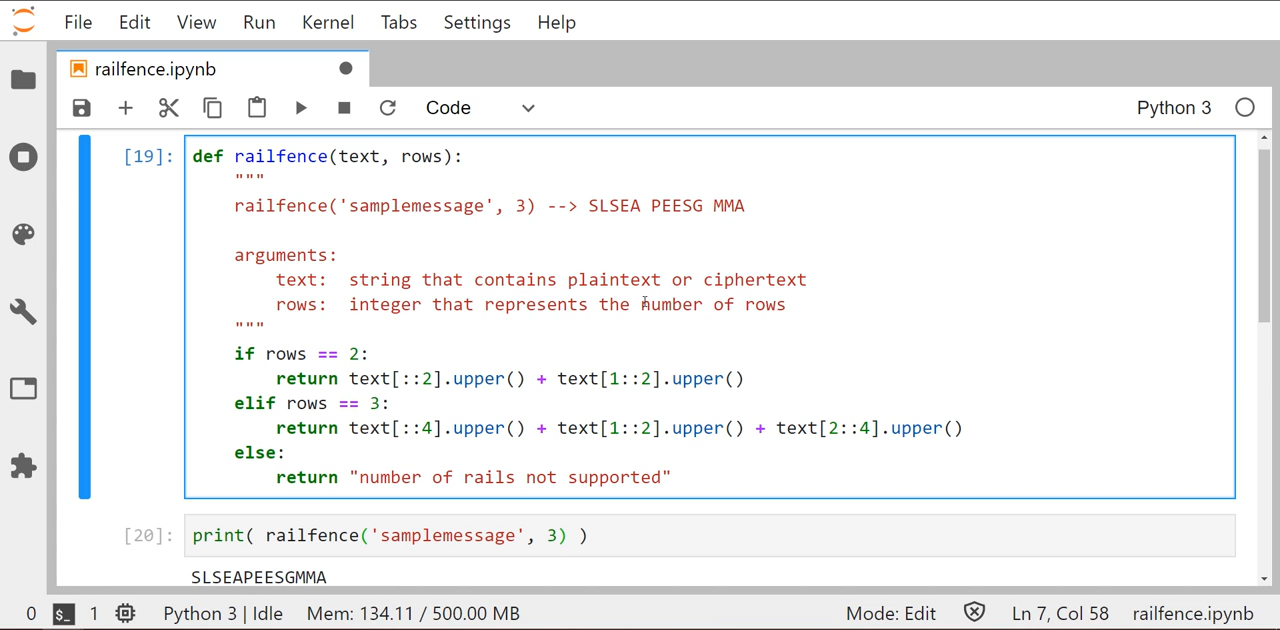 File Edit View Run Kernel Tabs Settings Help
railfence.ipynb
Code Python 3
[19]: def railfence(text, rows):
"""
railfence('samplemessage', 3) --> SLSEA PEESG MMA
arguments:
text: string that contains plaintext or ciphertext
rows: integer that represents the number of rows
"""
if rows == 2:
return text[::2].upper() + text[1::2].upper()
elif rows == 3:
return text[::4].upper() + text[1::2].upper() + text[2::4].upper()
else:
return "number of rails not supported"
[20]: print( railfence('samplemessage', 3) )
SLSEAPEESGMMA
0 $_ 1 Python 3 | Idle Mem: 134.11 / 500.00 MB Mode: Edit Ln 7, Col 58 railfence.ipynb